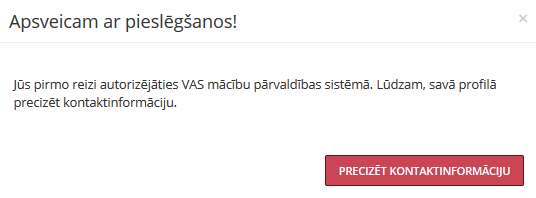 Apsveicam ar pieslēgšanos!
Jūs pirmo reizi autorizējāties VAS mācību pārvaldības sistēmā. Lūdzam, savā profilā
precizēt kontaktinformāciju.
PRECIZĒT KONTAKTINFORMĀCIJU